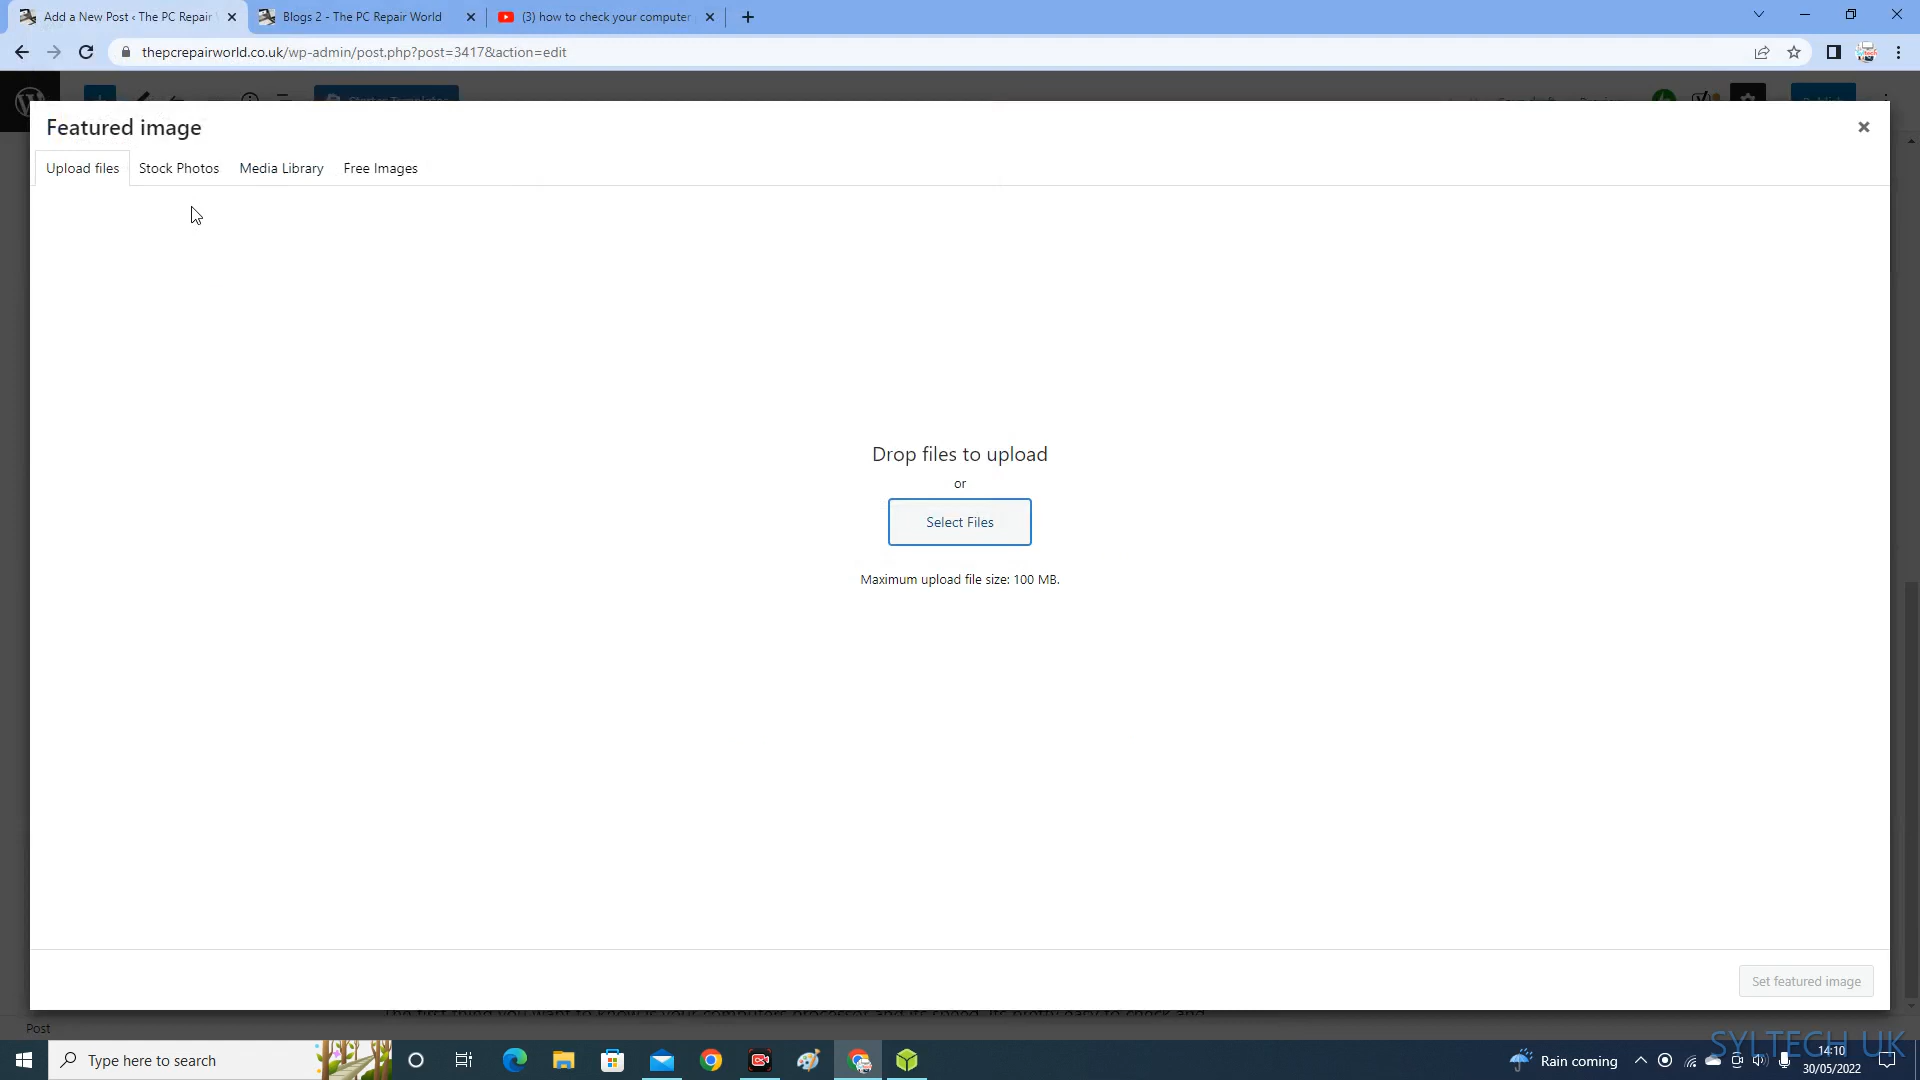 Add a New Post ‹ The PC Repair
Blogs 2 - The PC Repair World
(3) how to check your computer
thepcrepairworld.co.uk/wp-admin/post.php?post=3417&action=edit
Featured image
Upload files
Stock Photos
Media Library
Free Images
Drop files to upload
or
Select Files
Maximum upload file size: 100 MB.
Set featured image
Post
Type here to search
Rain coming
14:10
30/05/2022
SYLTECH UK